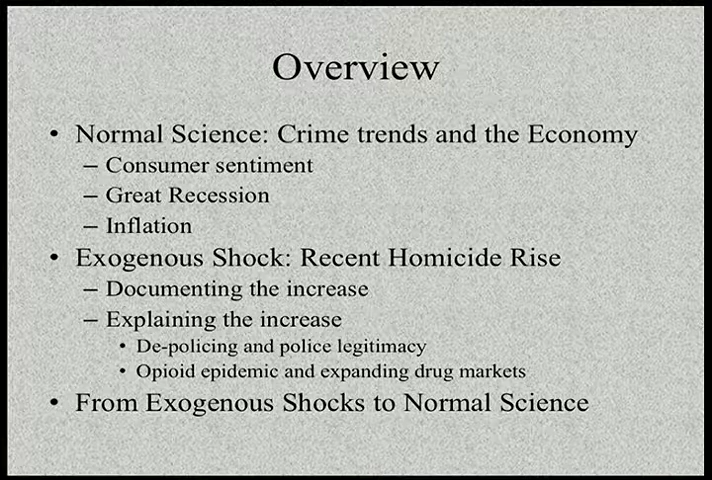 Overview
• Normal Science: Crime trends and the Economy
– Consumer sentiment
– Great Recession
– Inflation
• Exogenous Shock: Recent Homicide Rise
– Documenting the increase
– Explaining the increase
• De-policing and police legitimacy
• Opioid epidemic and expanding drug markets
• From Exogenous Shocks to Normal Science